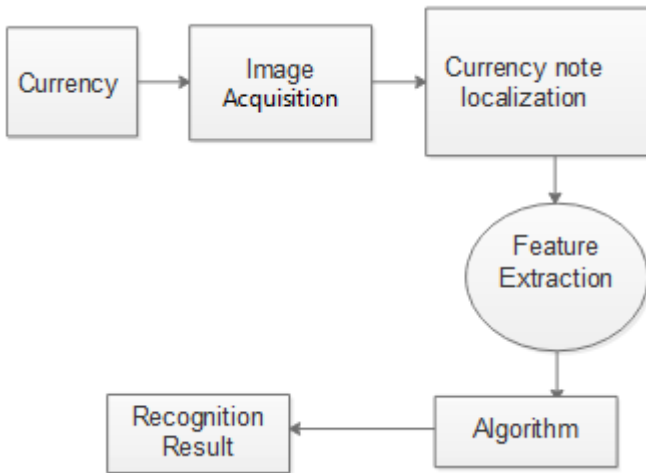 Currency
Image
Acquisition
Currency note
localization
Feature
Extraction
Algorithm
Recognition
Result